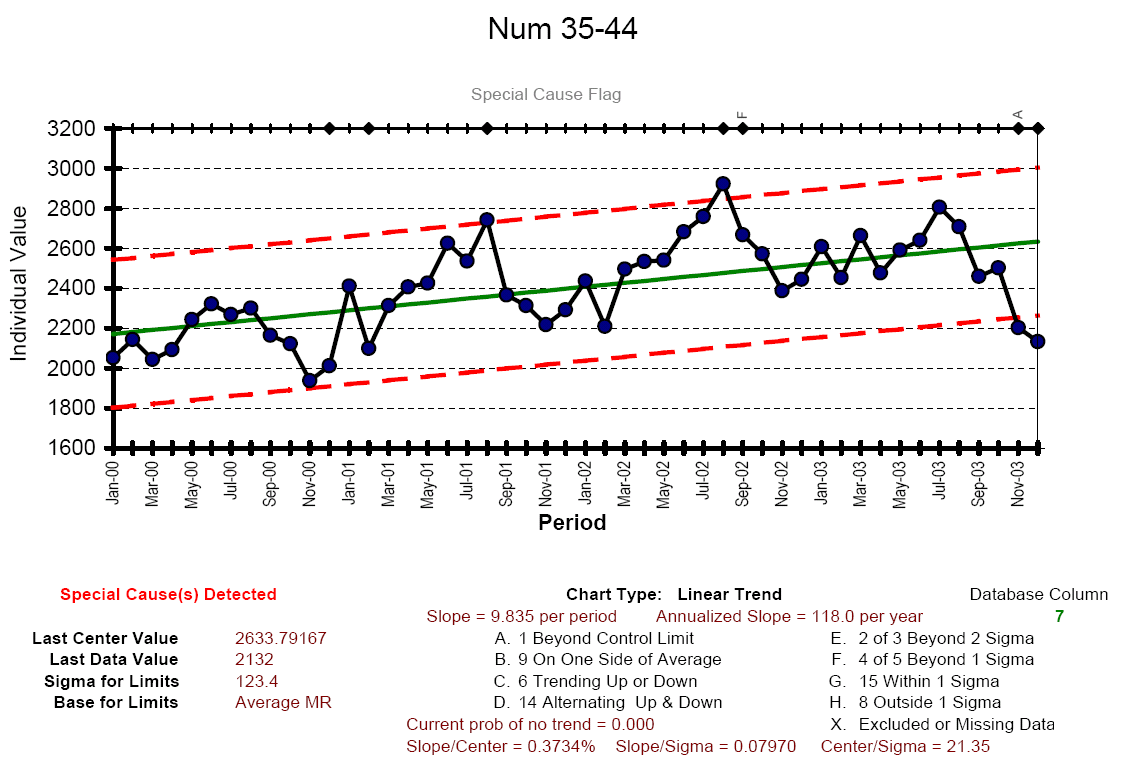 Num 35-44
Special Cause Flag
F
A
3200
3000
2800
2600
2400
2200
2000
1800
1600
Individual Value
Jan-00
Mar-00
May-00
Jul-00
Sep-00
Nov-00
Jan-01
Mar-01
May-01
Jul-01
Sep-01
Nov-01
Jan-02
Mar-02
May-02
Jul-02
Sep-02
Nov-02
Jan-03
Mar-03
May-03
Jul-03
Sep-03
Nov-03
Period
Special Cause(s) Detected
Chart Type: Linear Trend
Database Column
Slope = 9.835 per period Annualized Slope = 118.0 per year
7
Last Center Value 2633.79167
A. 1 Beyond Control Limit
E. 2 of 3 Beyond 2 Sigma
Last Data Value 2132
B. 9 On One Side of Average
F. 4 of 5 Beyond 1 Sigma
Sigma for Limits 123.4
C. 6 Trending Up or Down
G. 15 Within 1 Sigma
Base for Limits Average MR
D. 14 Alternating Up & Down
H. 8 Outside 1 Sigma
Current prob of no trend = 0.000
X. Excluded or Missing Data
Slope/Center = 0.3734% Slope/Sigma = 0.07970 Center/Sigma = 21.35